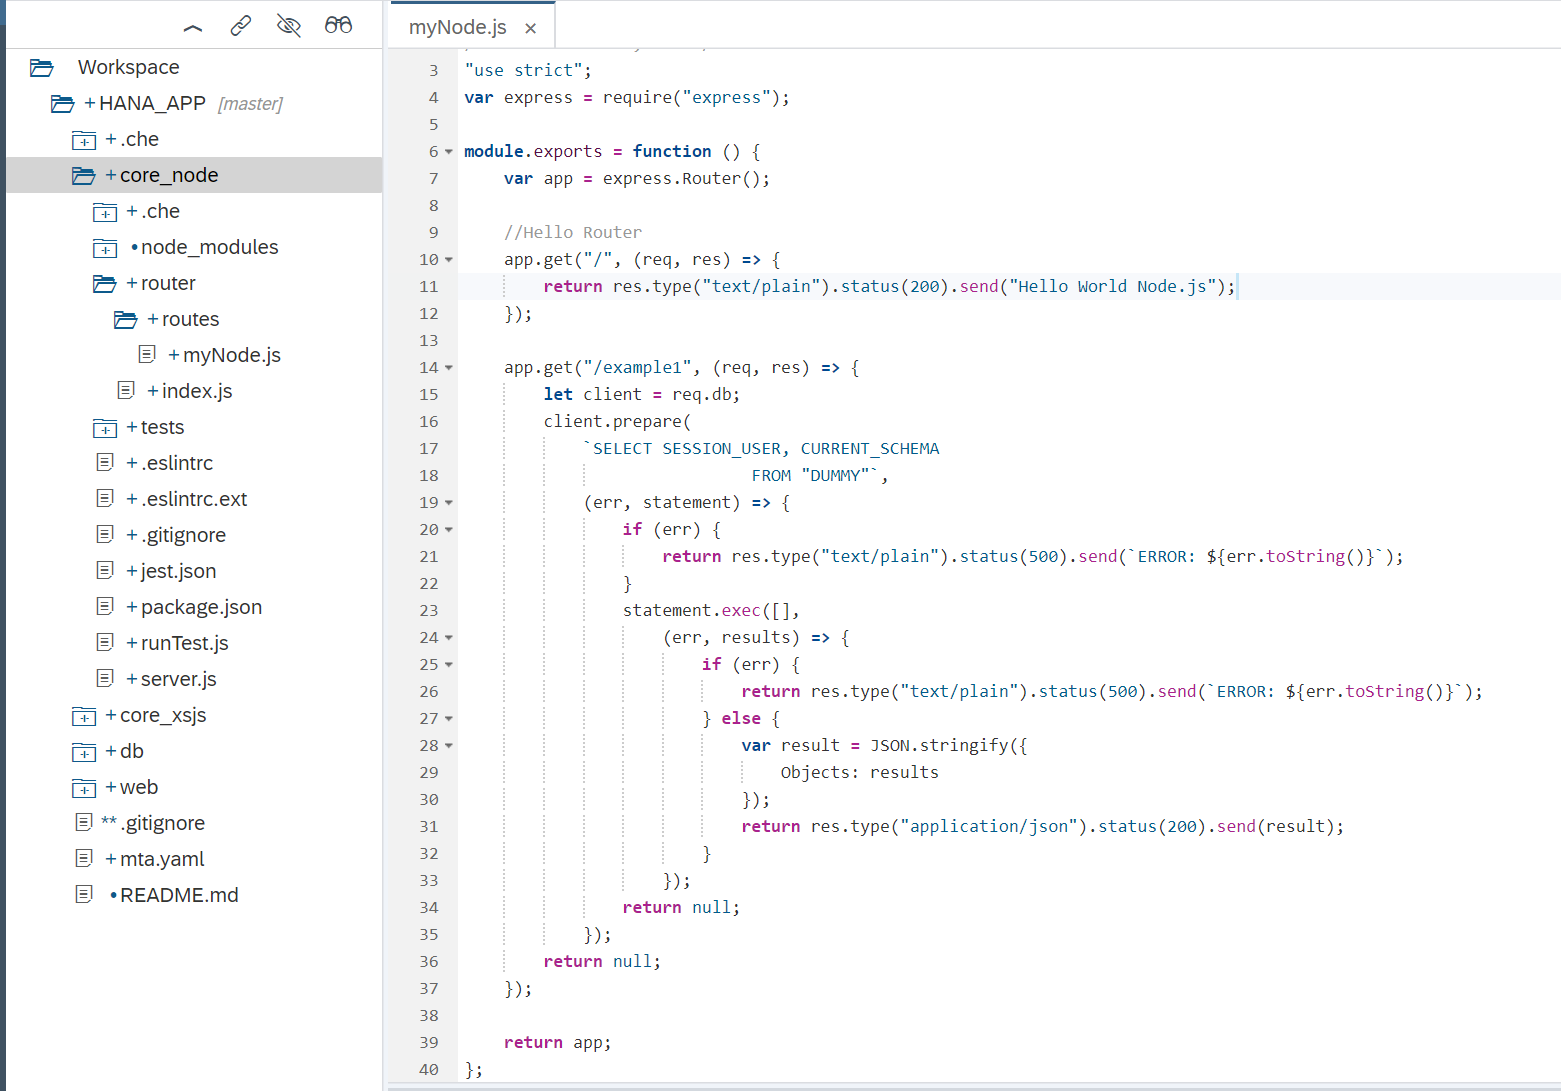 myNode.js ×
Workspace
+HANA_APP [master]
+.che
+core_node
+.che
•node_modules
+router
+routes
+myNode.js
+index.js
+tests
+.eslintrc
+.eslintrc.ext
+.gitignore
+jest.json
+package.json
+runTest.js
+server.js
+core_xsjs
+db
+web
**.gitignore
+mta.yaml
•README.md
3 "use strict";
4 var express = require("express");
5
6 module.exports = function () {
7     var app = express.Router();
8
9     //Hello Router
10     app.get("/", (req, res) => {
11         return res.type("text/plain").status(200).send("Hello World Node.js");
12     });
13
14     app.get("/example1", (req, res) => {
15         let client = req.db;
16         client.prepare(
17             `SELECT SESSION_USER, CURRENT_SCHEMA
18                              FROM "DUMMY"`,
19             (err, statement) => {
20                 if (err) {
21                     return res.type("text/plain").status(500).send(`ERROR: ${err.toString()}`);
22                 }
23                 statement.exec([],
24                     (err, results) => {
25                         if (err) {
26                             return res.type("text/plain").status(500).send(`ERROR: ${err.toString()}`);
27                         } else {
28                             var result = JSON.stringify({
29                                 Objects: results
30                             });
31                             return res.type("application/json").status(200).send(result);
32                         }
33                     });
34                 return null;
35             });
36         return null;
37     });
38
39     return app;
40 };